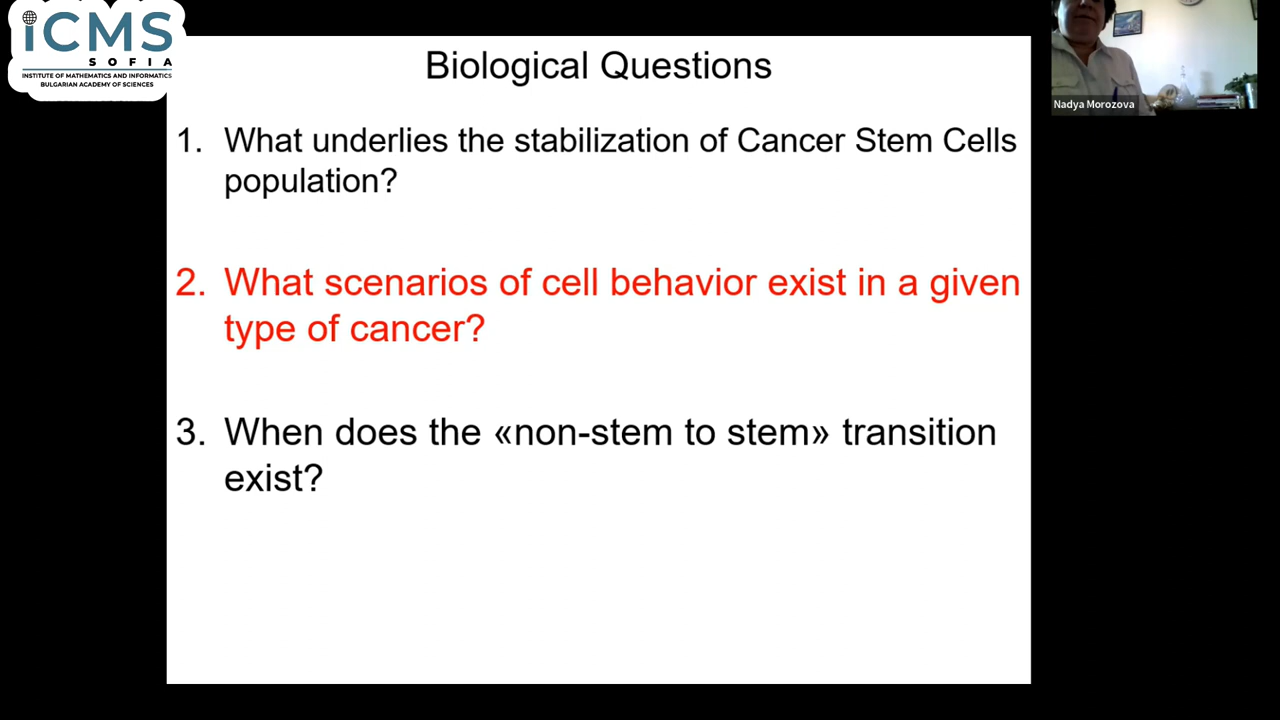 iCMS
SOFIA
INSTITUTE OF MATHEMATICS AND INFORMATICS
BULGARIAN ACADEMY OF SCIENCES
Biological Questions
1. What underlies the stabilization of Cancer Stem Cells
population?
2. What scenarios of cell behavior exist in a given
type of cancer?
3. When does the «non-stem to stem» transition
exist?
Nadya Morozova